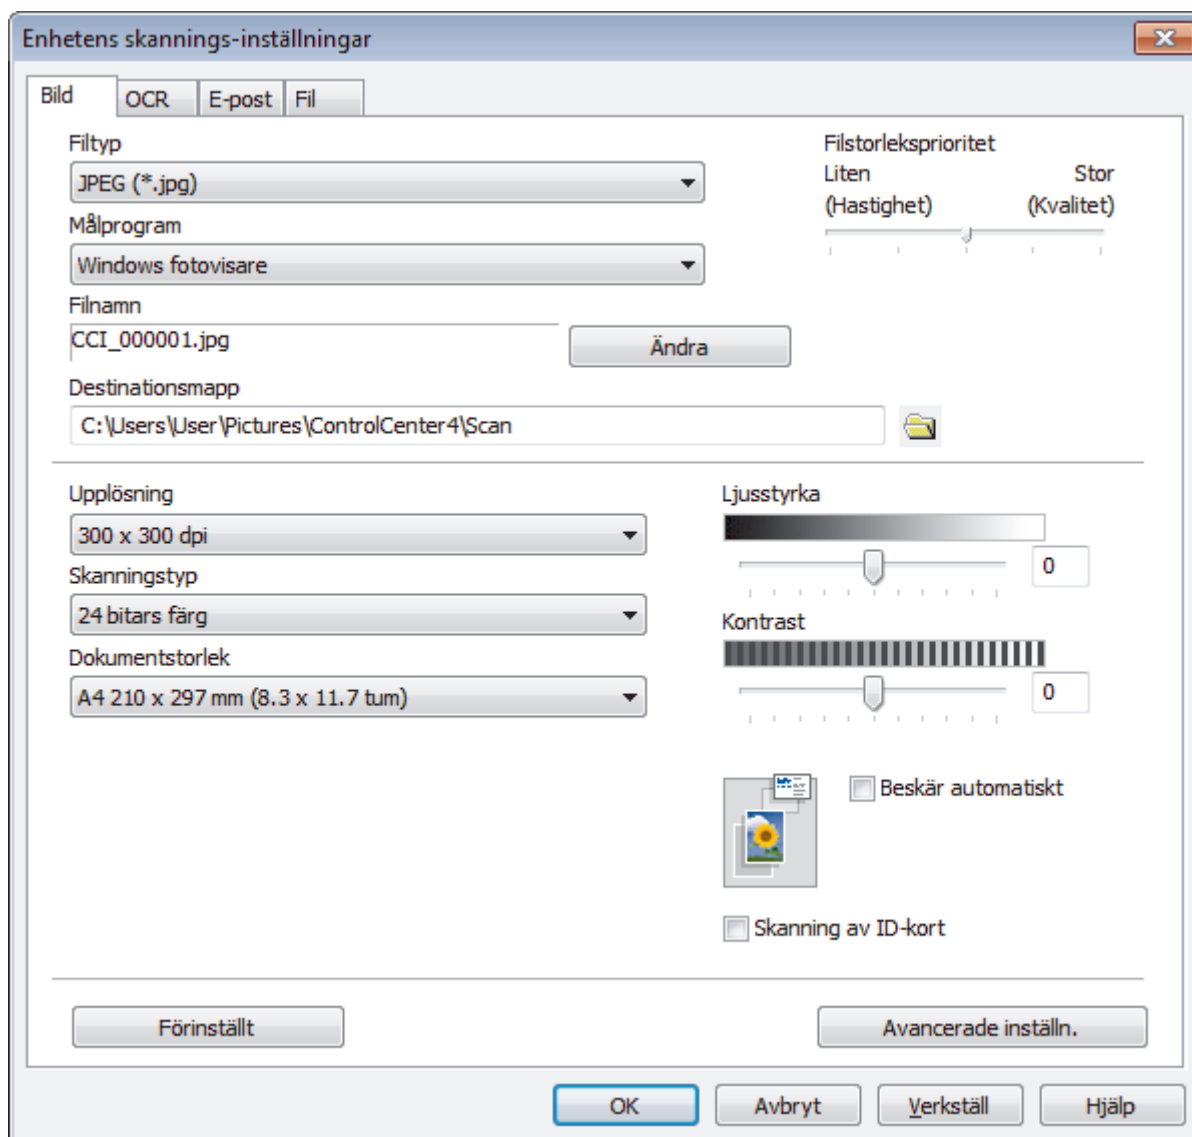 Enhetens skannings-inställningar
Bild OCR E-post Fil
Filtyp
JPEG (*.jpg)
Målprogram
Windows fotovisare
Filnamn
CCI_000001.jpg
Ändra
Destinationsmapp
C:\Users\User\Pictures\ControlCenter4\Scan
Filstorleksprioritet
Liten Stor
(Hastighet) (Kvalitet)
Upplösning
300 x 300 dpi
Skanningstyp
24 bitars färg
Dokumentstorlek
A4 210 x 297 mm (8.3 x 11.7 tum)
Ljusstyrka
0
Kontrast
0
Beskär automatiskt
Skanning av ID-kort
Förinställt
Avancerade inställn.
OK Avbryt Verkställ Hjälp